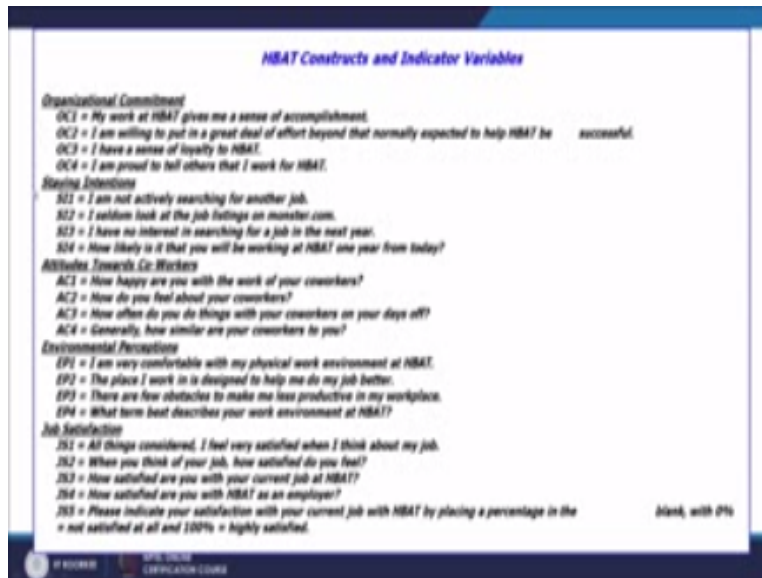 HBAT Constructs and Indicator Variables
Organizational Commitment
OC1 = My work at HBAT gives me a sense of accomplishment.
OC2 = I am willing to put in a great deal of effort beyond that normally expected to help HBAT be successful.
OC3 = I have a sense of loyalty to HBAT.
OC4 = I am proud to tell others that I work for HBAT.
Staying Intentions
SI1 = I am not actively searching for another job.
SI2 = I seldom look at the job listings on monster.com.
SI3 = I have no interest in searching for a job in the next year.
SI4 = How likely is it that you will be working at HBAT one year from today?
Attitudes Towards Co-Workers
AC1 = How happy are you with the work of your coworkers?
AC2 = How do you feel about your coworkers?
AC3 = How often do you do things with your coworkers on your days off?
AC4 = Generally, how similar are your coworkers to you?
Environmental Perceptions
EP1 = I am very comfortable with my physical work environment at HBAT.
EP2 = The place I work in is designed to help me do my job better.
EP3 = There are few obstacles to make me less productive in my workplace.
EP4 = What term best describes your work environment at HBAT?
Job Satisfaction
JS1 = All things considered, I feel very satisfied when I think about my job.
JS2 = When you think of your job, how satisfied do you feel?
JS3 = How satisfied are you with your current job at HBAT?
JS4 = How satisfied are you with HBAT as an employer?
JS5 = Please indicate your satisfaction with your current job with HBAT by placing a percentage in the blank, with 0%
= not satisfied at all and 100% = highly satisfied.
IIT ROORKEE
NPTEL ONLINE
CERTIFICATION COURSE